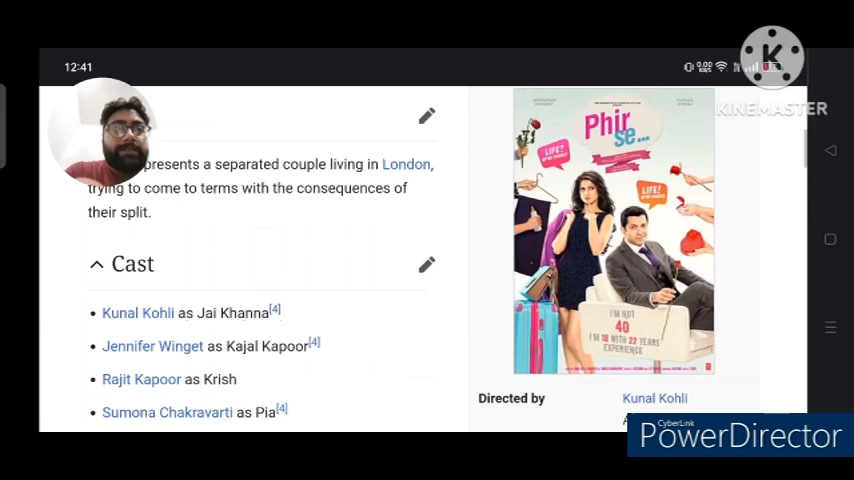 12:41
KINEMASTER
presents a separated couple living in London,
trying to come to terms with the consequences of
their split.
Cast
Kunal Kohli as Jai Khanna[4]
Jennifer Winget as Kajal Kapoor[4]
Rajit Kapoor as Krish
Sumona Chakravarti as Pia[4]
Phir
se...
LIFE?
LIFE!
I'M NOT
40
I'M 18 WITH 22 YEARS
EXPERIENCE
Directed by
Kunal Kohli
CyberLink
PowerDirector